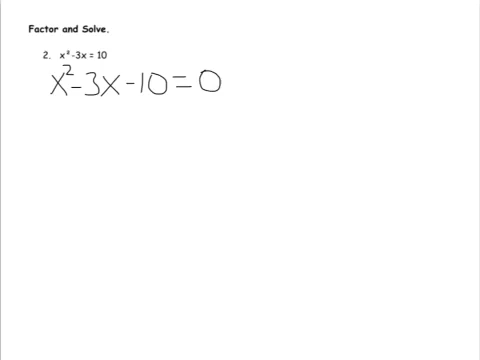 Factor and Solve.
2. x²-3x = 10
x²-3x-10=0